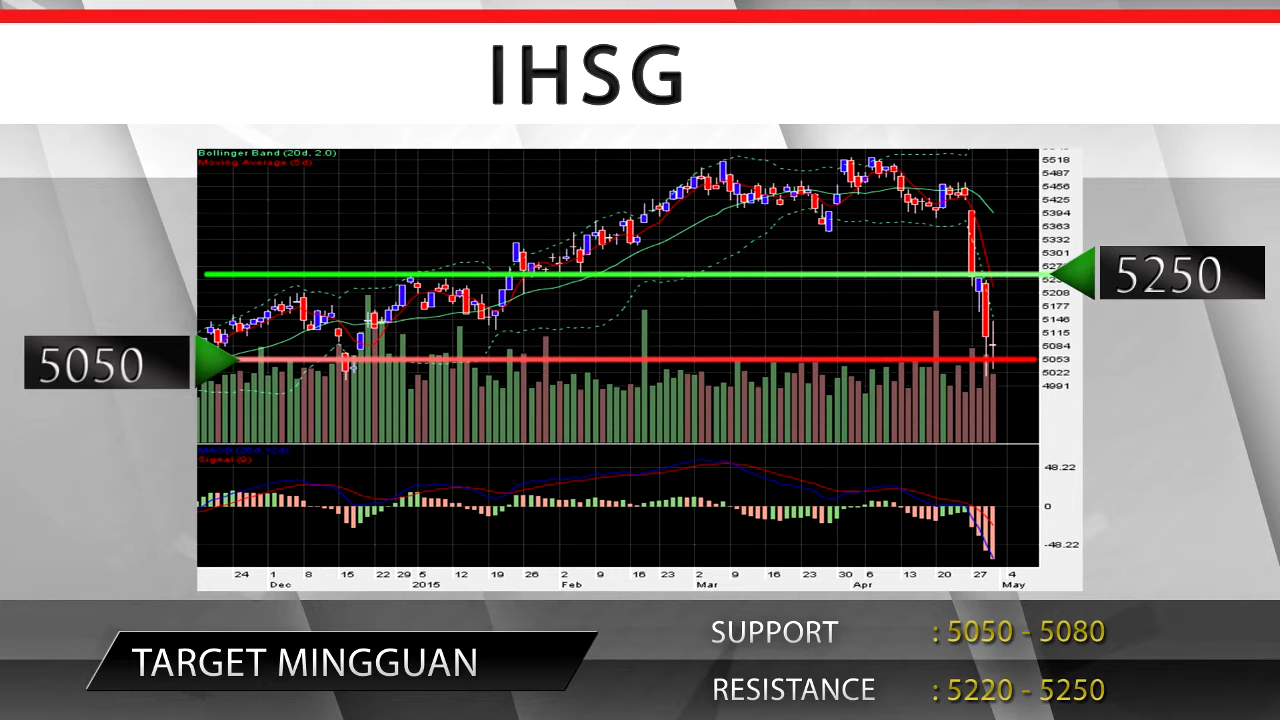 IHSG
Bollinger Band (20d, 2.0)
Moving Average (5d)
5518
5487
5456
5425
5394
5363
5332
5301
5250
5208
5177
5146
5115
5084
5053
5022
4991
5050
Signal (9)
48.22
0
-48.22
24 1 8 15 22 29 5 12 19 26 2 9 16 23 2 9 16 23 30 6 13 20 27 4
Dec 2015 Feb Mar Apr May
TARGET MINGGUAN
SUPPORT : 5050 - 5080
RESISTANCE : 5220 - 5250